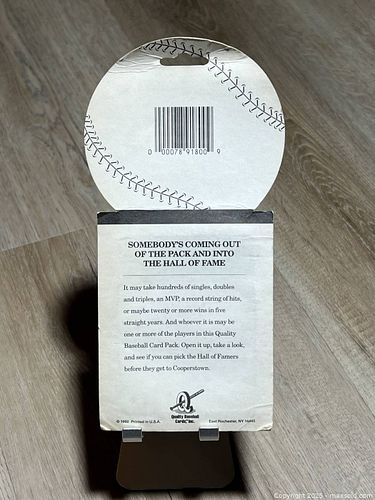 0 00078 91800 9
SOMEBODY'S COMING OUT
OF THE PACK AND INTO
THE HALL OF FAME
It may take hundreds of singles, doubles
and triples, an MVP, a record string of hits,
or maybe twenty or more wins in five
straight years. And whoever it is may be
one or more of the players in this Quality
Baseball Card Pack. Open it up, take a look,
and see if you can pick the Hall of Famers
before they get to Cooperstown.
Quality Baseball
Cards, Inc.
Printed in U.S.A. East Rochester, NY 14445
Copyright 2025 - maxsold.com